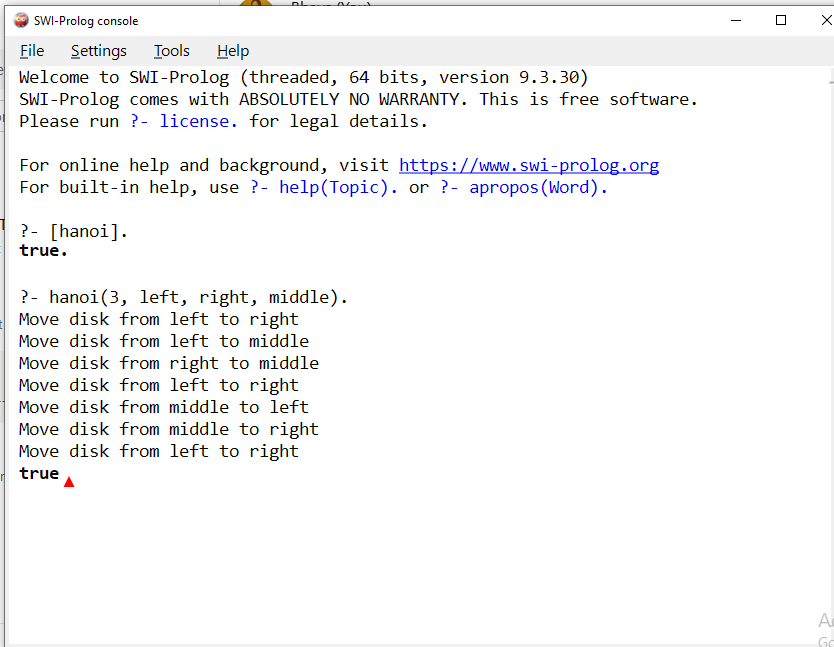 SWI-Prolog console
File Settings Tools Help
Welcome to SWI-Prolog (threaded, 64 bits, version 9.3.30)
SWI-Prolog comes with ABSOLUTELY NO WARRANTY. This is free software.
Please run ?- license. for legal details.
For online help and background, visit https://www.swi-prolog.org
For built-in help, use ?- help(Topic). or ?- apropos(Word).
?- [hanoi].
true.
?- hanoi(3, left, right, middle).
Move disk from left to right
Move disk from left to middle
Move disk from right to middle
Move disk from left to right
Move disk from middle to left
Move disk from middle to right
Move disk from left to right
true